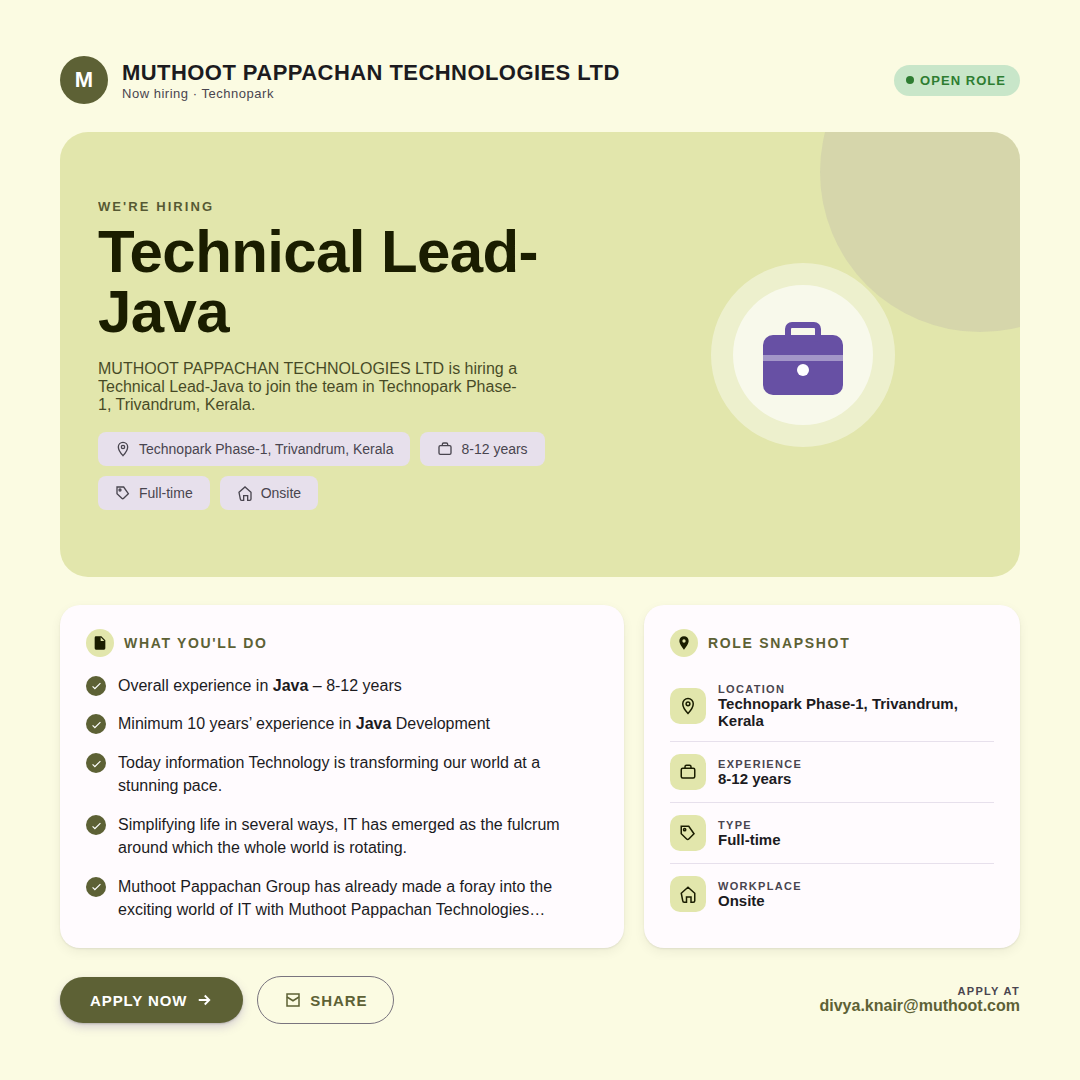 M
MUTHOOT PAPPACHAN TECHNOLOGIES LTD
Now hiring · Technopark
OPEN ROLE
WE'RE HIRING
Technical Lead-
Java
MUTHOOT PAPPACHAN TECHNOLOGIES LTD is hiring a
Technical Lead-Java to join the team in Technopark Phase-
1, Trivandrum, Kerala.
Technopark Phase-1, Trivandrum, Kerala
8-12 years
Full-time
Onsite
WHAT YOU'LL DO
Overall experience in Java – 8-12 years
Minimum 10 years’ experience in Java Development
Today information Technology is transforming our world at a
stunning pace.
Simplifying life in several ways, IT has emerged as the fulcrum
around which the whole world is rotating.
Muthoot Pappachan Group has already made a foray into the
exciting world of IT with Muthoot Pappachan Technologies…
ROLE SNAPSHOT
LOCATION
Technopark Phase-1, Trivandrum,
Kerala
EXPERIENCE
8-12 years
TYPE
Full-time
WORKPLACE
Onsite
APPLY NOW
SHARE
APPLY AT
divya.knair@muthoot.com